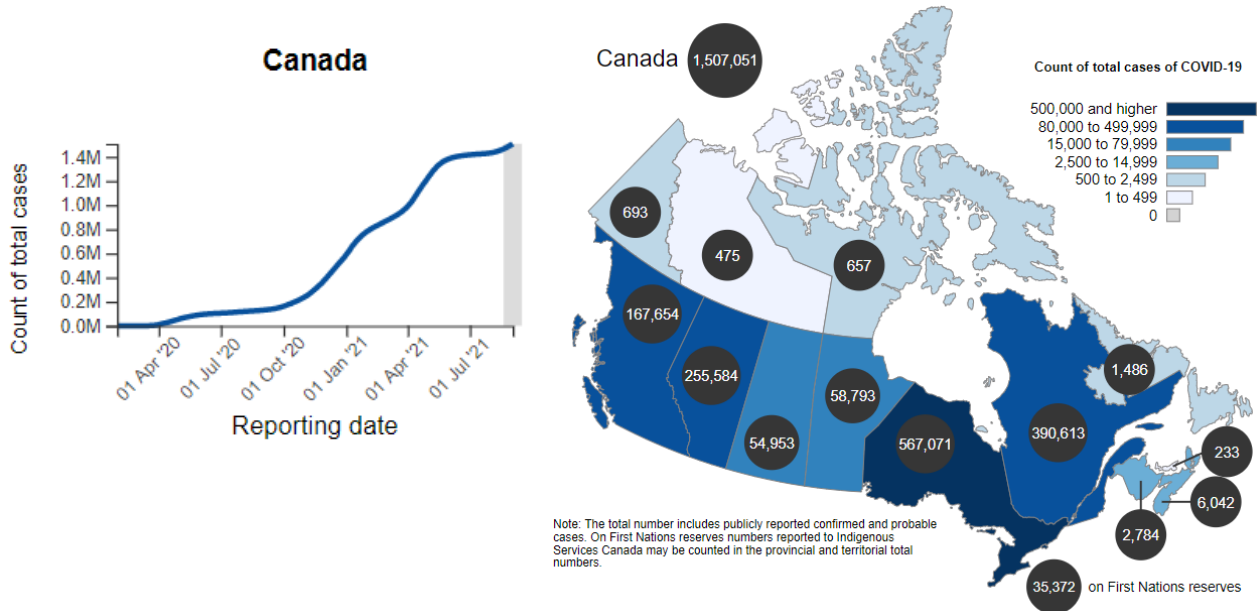 Canada
Count of total cases
1.4M
1.2M
1.0M
0.8M
0.6M
0.4M
0.2M
0.0M
01 Apr '20
01 Jul '20
01 Oct '20
01 Jan '21
01 Apr '21
01 Jul '21
Reporting date
Canada
1,507,051
Count of total cases of COVID-19
500,000 and higher
80,000 to 499,999
15,000 to 79,999
2,500 to 14,999
500 to 2,499
1 to 499
0
693
475
657
167,654
255,584
54,953
58,793
567,071
390,613
1,486
233
6,042
2,784
Note: The total number includes publicly reported confirmed and probable
cases. On First Nations reserves numbers reported to Indigenous
Services Canada may be counted in the provincial and territorial total
numbers.
35,372 on First Nations reserves